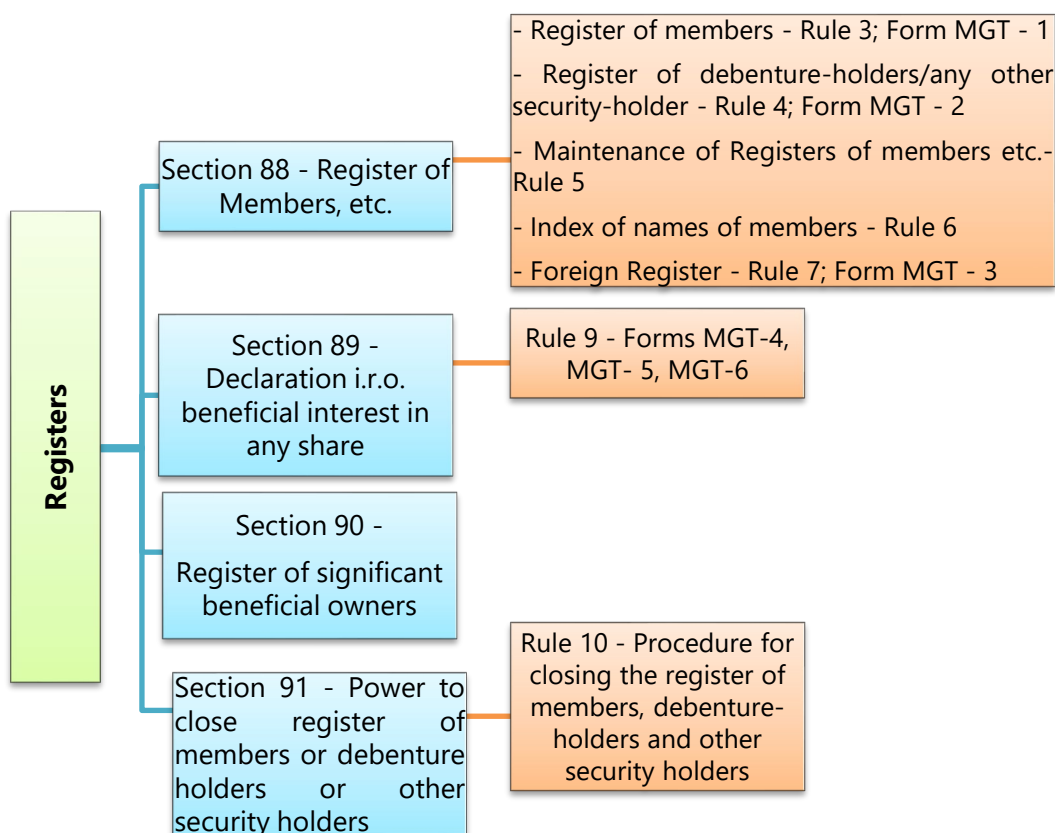 Registers
Section 88 - Register of
Members, etc.
- Register of members - Rule 3; Form MGT - 1
- Register of debenture-holders/any other
security-holder - Rule 4; Form MGT - 2
- Maintenance of Registers of members etc.-
Rule 5
- Index of names of members - Rule 6
- Foreign Register - Rule 7; Form MGT - 3
Section 89 -
Declaration i.r.o.
beneficial interest in
any share
Rule 9 - Forms MGT-4,
MGT- 5, MGT-6
Section 90 -
Register of significant
beneficial owners
Section 91 - Power to
close register of
members or debenture
holders or other
security holders
Rule 10 - Procedure for
closing the register of
members, debenture-
holders and other
security holders